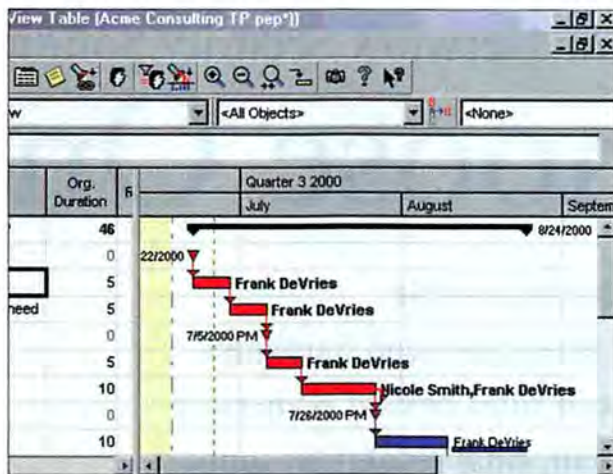 View Table (Acme Consulting TP pep*))
w <All Objects> <None>
Org. Duration
Quarter 3 2000
July August Septem
46 8/24/2000
0 22/2000
5 Frank DeVries
need 5 Frank DeVries
0 7/5/2000 PM
5 Frank DeVries
10 Nicole Smith,Frank DeVries
0 7/26/2000 PM
10 Frank DeVries